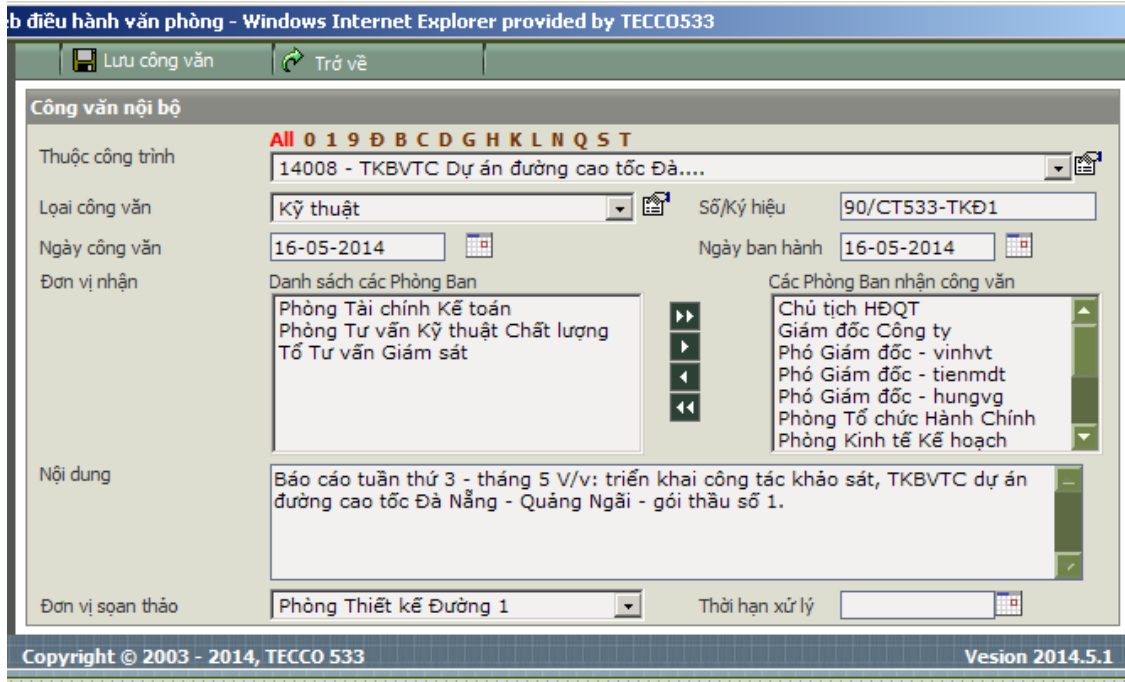 b điều hành văn phòng - Windows Internet Explorer provided by TECCO533
Lưu công văn Trở về
Công văn nội bộ
All 0 1 9 Đ B C D G H K L N Q S T
Thuộc công trình 14008 - TKBVTC Dự án đường cao tốc Đà....
Lọai công văn Kỹ thuật Số/Ký hiệu 90/CT533-TKĐ1
Ngày công văn 16-05-2014 Ngày ban hành 16-05-2014
Đơn vị nhận Danh sách các Phòng Ban Các Phòng Ban nhận công văn
Phòng Tài chính Kế toán
Phòng Tư vấn Kỹ thuật Chất lượng
Tổ Tư vấn Giám sát
Chủ tịch HĐQT
Giám đốc Công ty
Phó Giám đốc - vinhvt
Phó Giám đốc - tienmdt
Phó Giám đốc - hungvg
Phòng Tổ chức Hành Chính
Phòng Kinh tế Kế hoạch
Nội dung Báo cáo tuần thứ 3 - tháng 5 V/v: triển khai công tác khảo sát, TKBVTC dự án
đường cao tốc Đà Nẵng - Quảng Ngãi - gói thầu số 1.
Đơn vị sọan thảo Phòng Thiết kế Đường 1 Thời hạn xử lý
Copyright © 2003 - 2014, TECCO 533 Vesion 2014.5.1